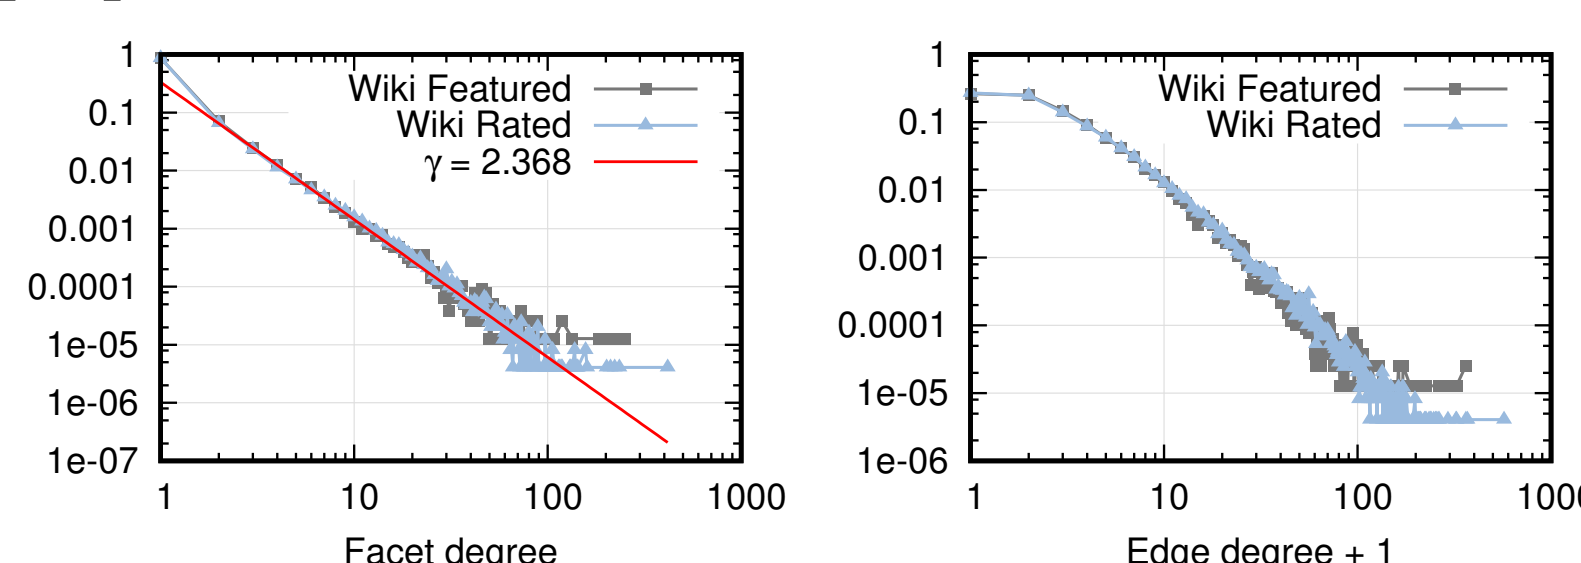 1
0.1
0.01
0.001
0.0001
1e-05
1e-06
1e-07
1 10 100 1000
Wiki Featured
Wiki Rated
γ = 2.368
Facet degree
1
0.1
0.01
0.001
0.0001
1e-05
1e-06
1 10 100 1000
Wiki Featured
Wiki Rated
Edge degree + 1